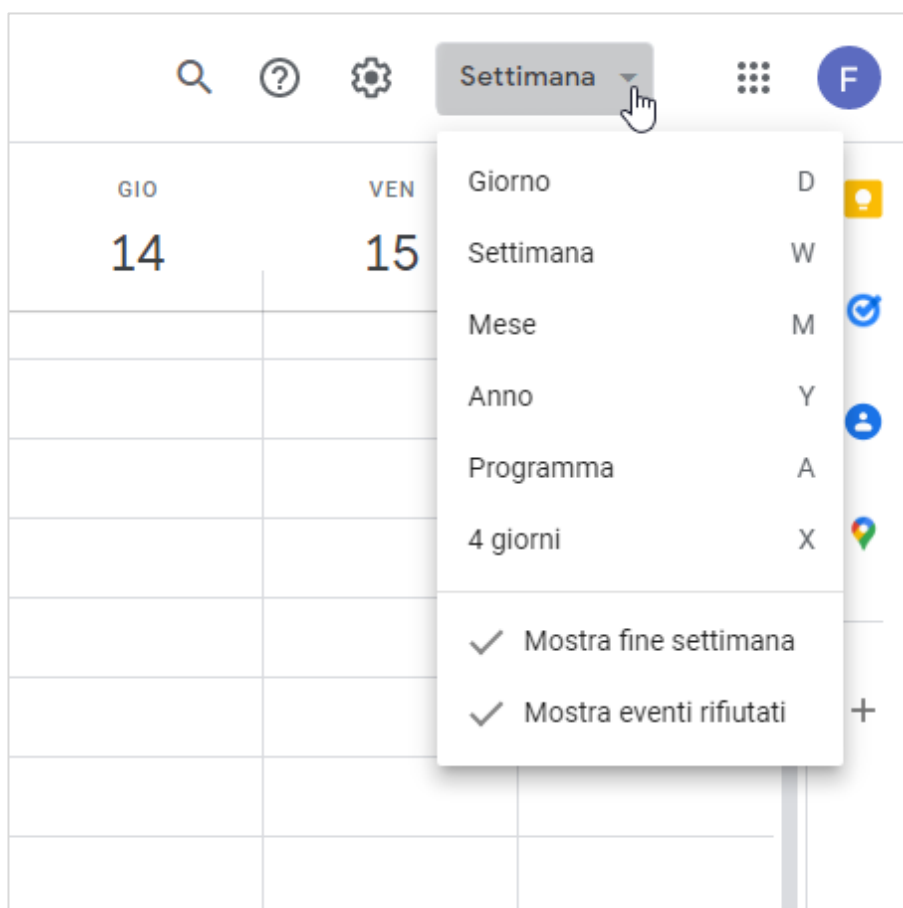 Settimana
F
GIO
VEN
14
15
Giorno D
Settimana W
Mese M
Anno Y
Programma A
4 giorni X
Mostra fine settimana
Mostra eventi rifiutati